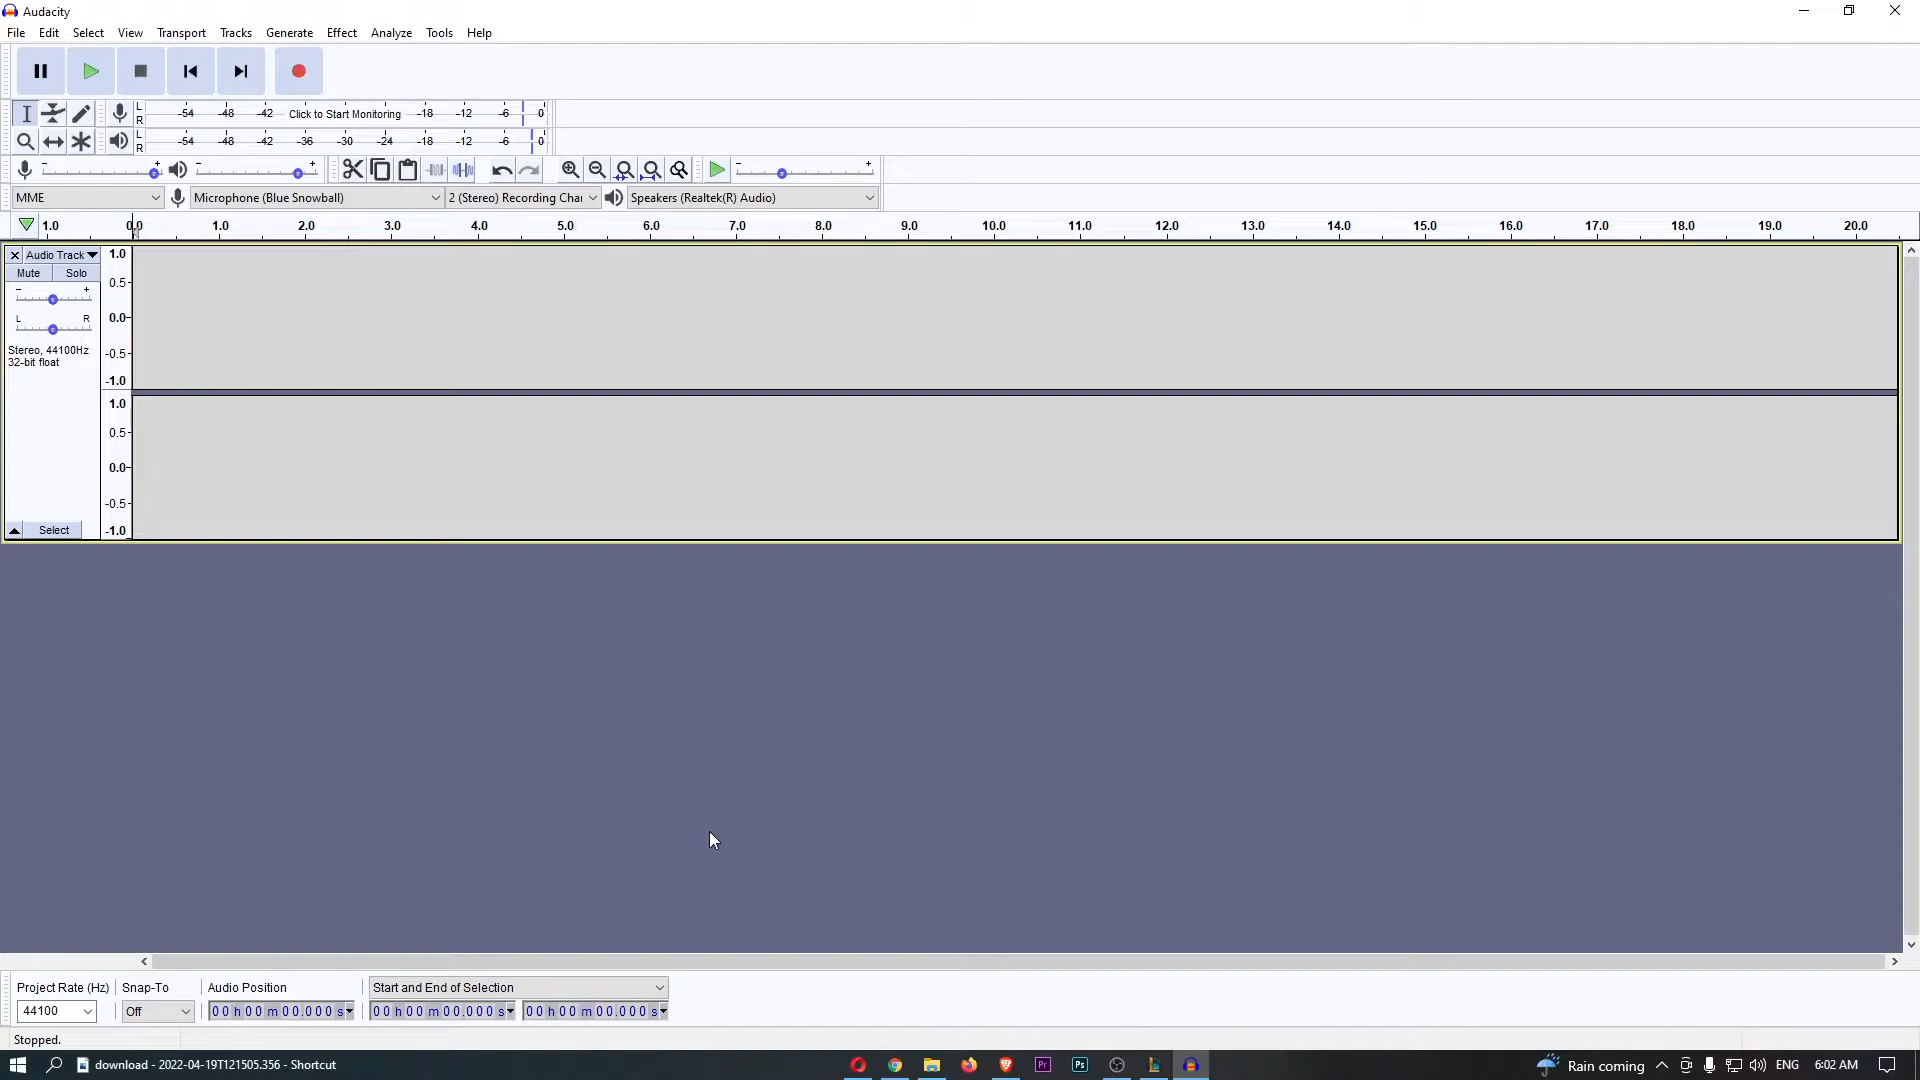 Audacity
File Edit Select View Transport Tracks Generate Effect Analyze Tools Help
L R -54 -48 -42 Click to Start Monitoring -18 -12 -6 0
L R -54 -48 -42 -36 -30 -24 -18 -12 -6 0
- + - + - +
MME Microphone (Blue Snowball) 2 (Stereo) Recording Char Speakers (Realtek(R) Audio)
1.0 0.0 1.0 2.0 3.0 4.0 5.0 6.0 7.0 8.0 9.0 10.0 11.0 12.0 13.0 14.0 15.0 16.0 17.0 18.0 19.0 20.0
Audio Track 1.0
Mute Solo
0.5
- +
0.0
L R
Stereo, 44100Hz
-0.5
32-bit float
-1.0
1.0
0.5
0.0
-0.5
Select -1.0
Project Rate (Hz) Snap-To Audio Position Start and End of Selection
44100 Off 00 h 00 m 00.000 s 00 h 00 m 00.000 s 00 h 00 m 00.000 s
Stopped.
download - 2022-04-19T121505.356 - Shortcut Pr Ps Rain coming ENG 6:02 AM